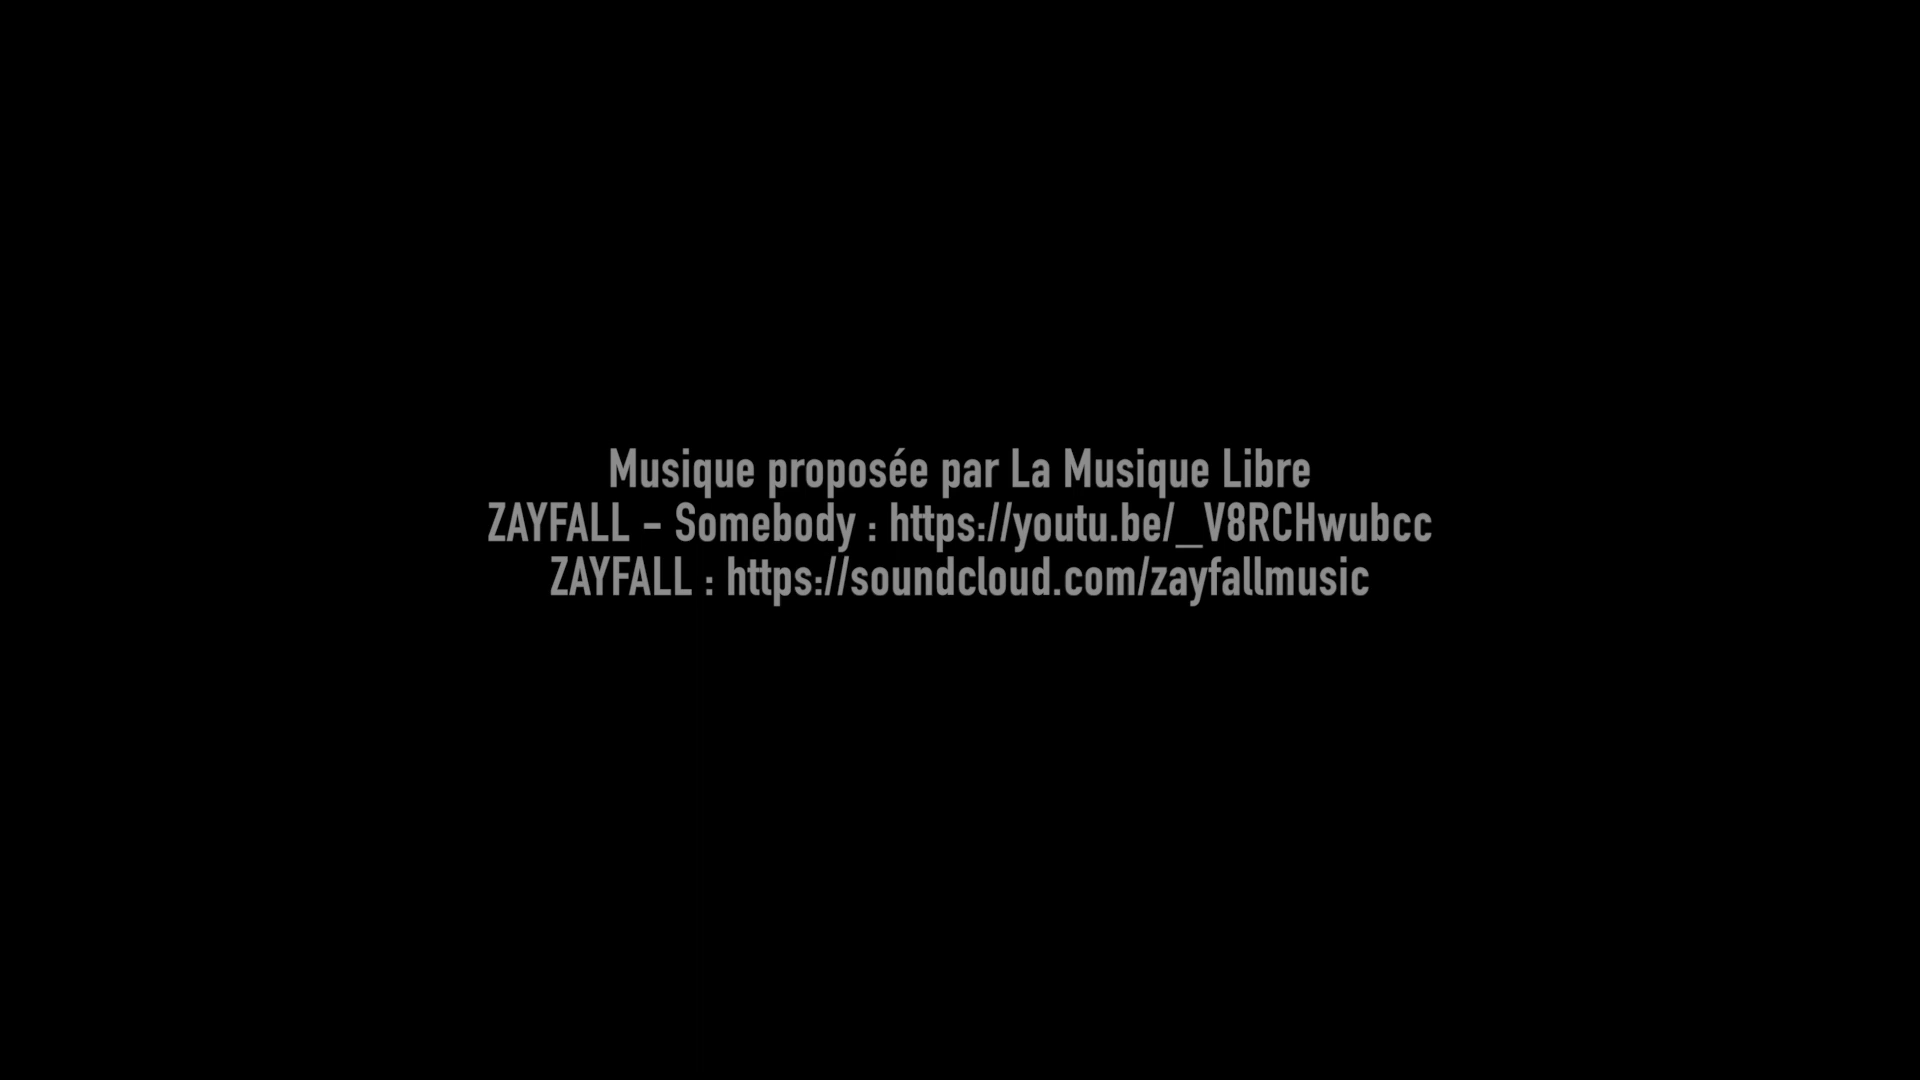 Musique proposée par La Musique Libre
ZAYFALL - Somebody : https://youtu.be/_V8RCHwubcc
ZAYFALL : https://soundcloud.com/zayfallmusic